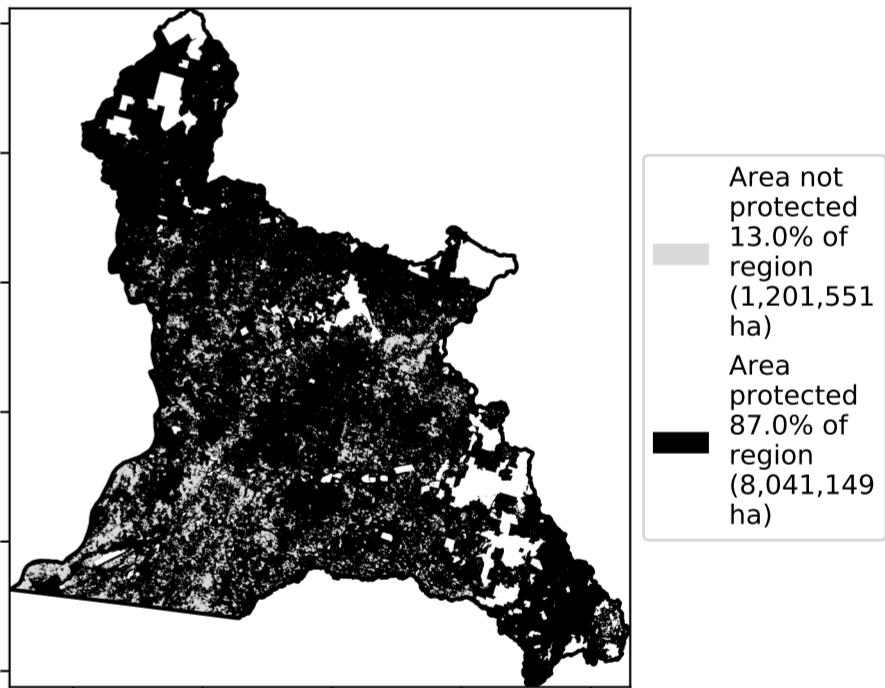 Area not
protected
13.0% of
region
(1,201,551
ha)
Area
protected
87.0% of
region
(8,041,149
ha)